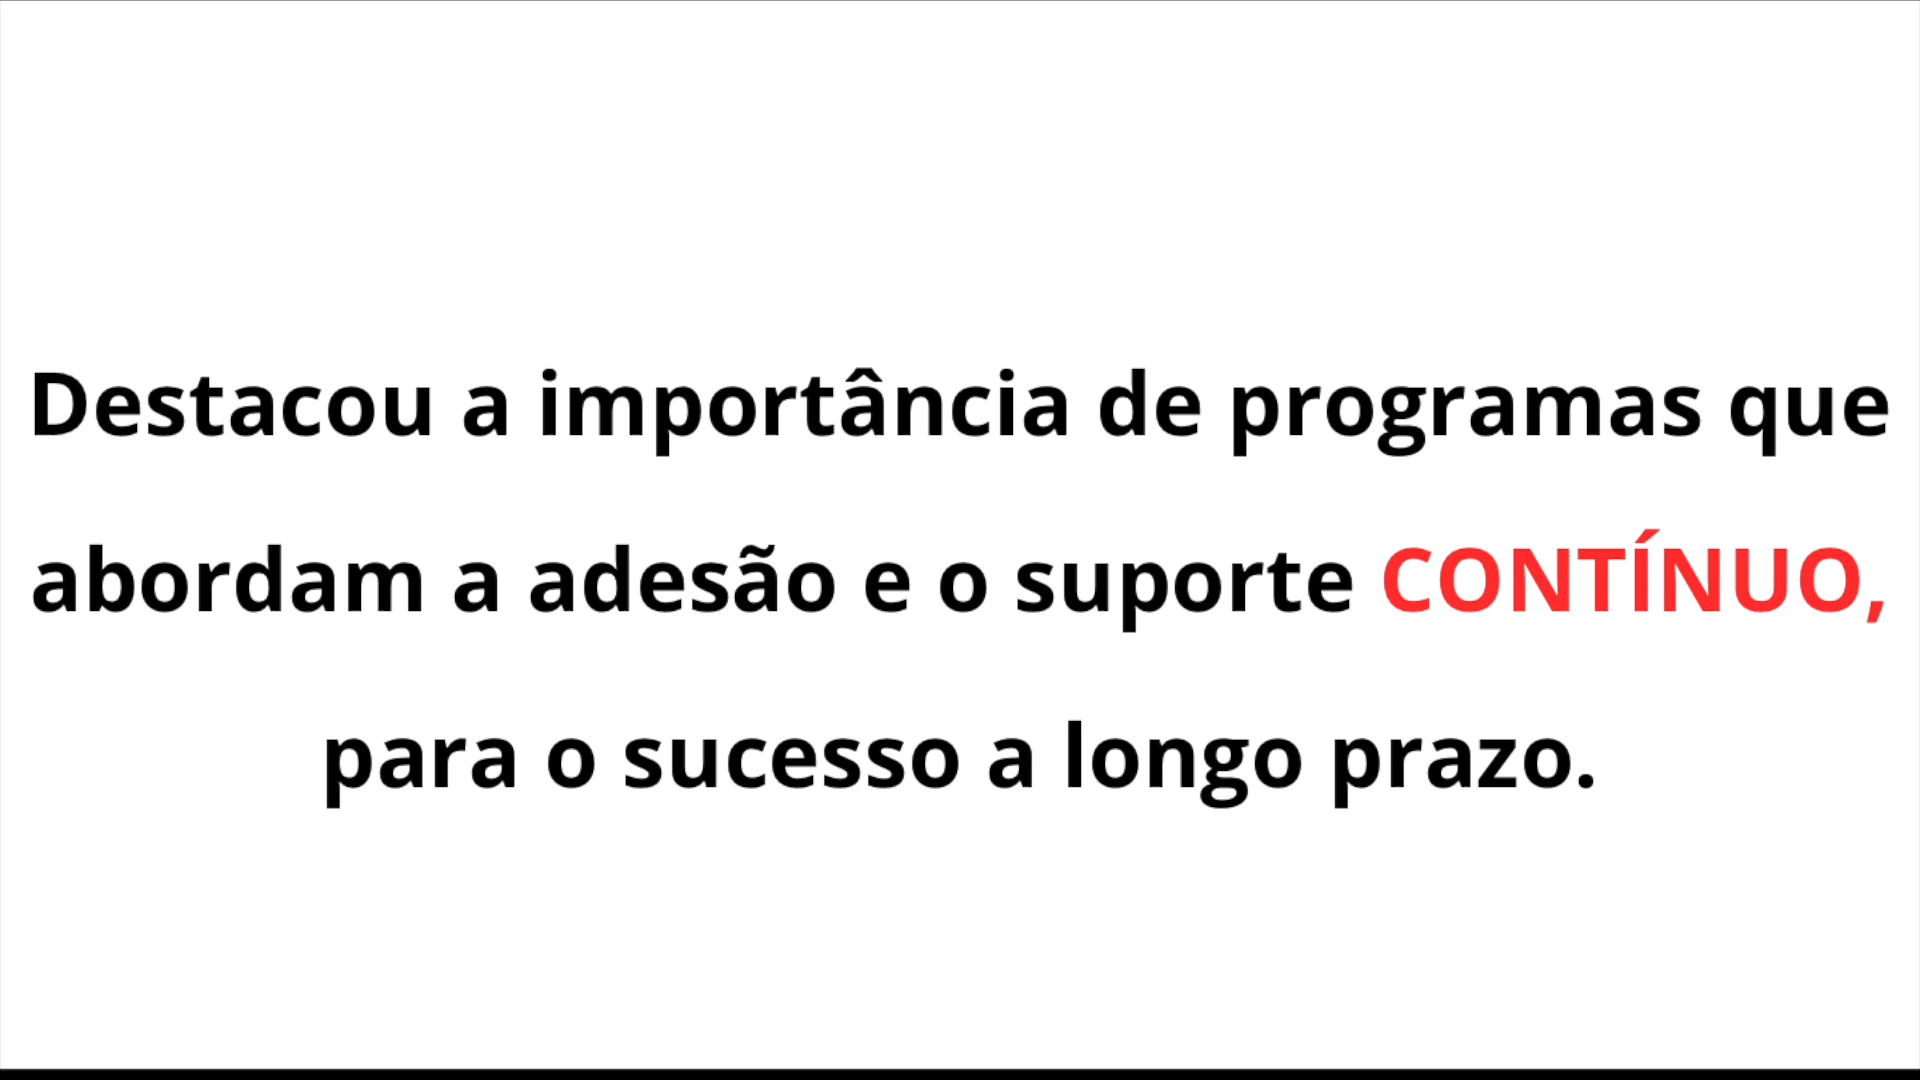 Destacou a importância de programas que
abordam a adesão e o suporte CONTÍNUO,
para o sucesso a longo prazo.